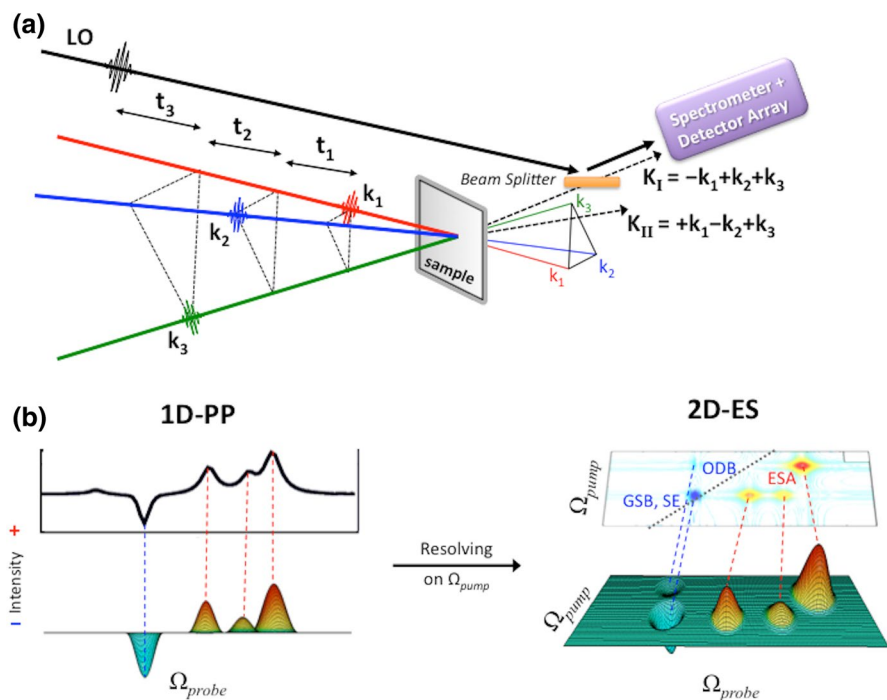 (a)
LO
t3
t2
t1
k1
k2
k3
sample
Beam Splitter
Spectrometer +
Detector Array
KI = −k1+k2+k3
KII = +k1−k2+k3
k3
k2
k1
(b)
1D-PP
2D-ES
− Intensity +
Ωprobe
Resolving
on Ωpump
Ωpump
ODB
GSB, SE
ESA
Ωpump
Ωprobe